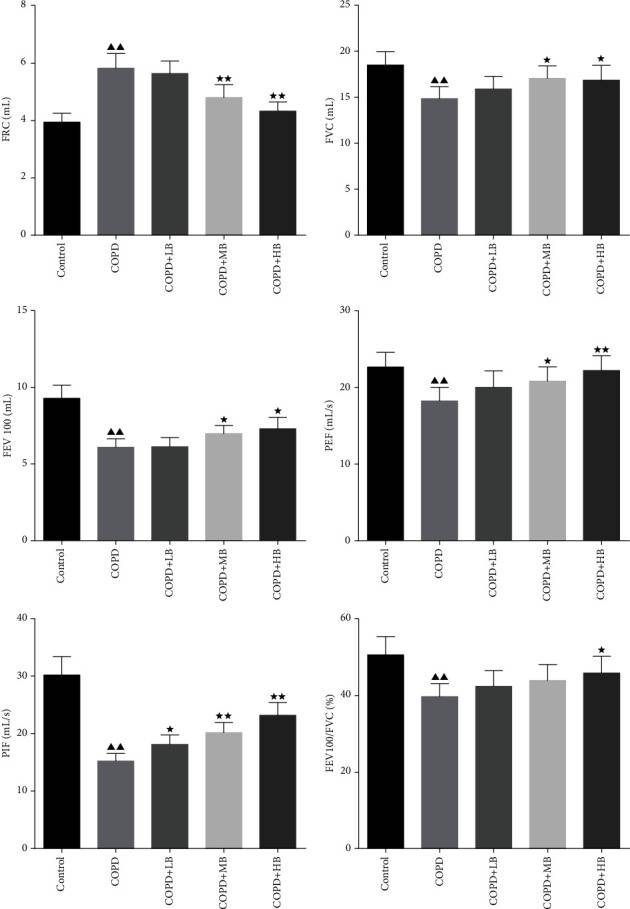 FRC (mL)
8
6
4
2
0
▲▲
★★
★★
Control
COPD
COPD+LB
COPD+MB
COPD+HB
FVC (mL)
25
20
15
10
5
0
▲▲
★
★
Control
COPD
COPD+LB
COPD+MB
COPD+HB
FEV 100 (mL)
15
10
5
0
▲▲
★
★
Control
COPD
COPD+LB
COPD+MB
COPD+HB
PEF (mL/s)
30
20
10
0
▲▲
★
★★
Control
COPD
COPD+LB
COPD+MB
COPD+HB
PIF (mL/s)
40
30
20
10
0
▲▲
★
★★
★★
Control
COPD
COPD+LB
COPD+MB
COPD+HB
FEV100/FVC (%)
60
40
20
0
▲▲
★
Control
COPD
COPD+LB
COPD+MB
COPD+HB